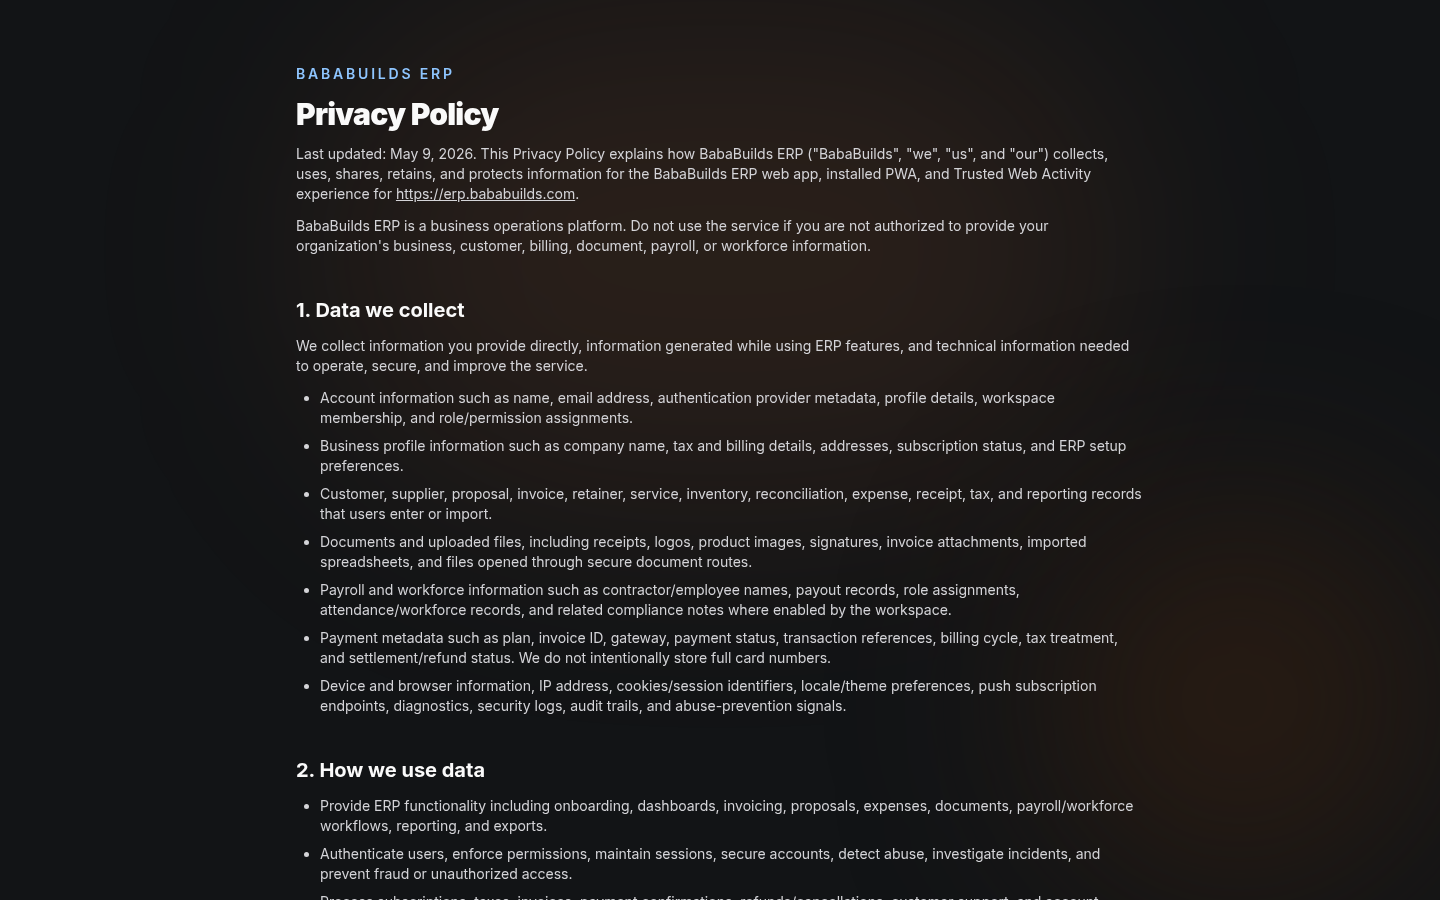 BABABUILDS ERP
Privacy Policy
Last updated: May 9, 2026. This Privacy Policy explains how BabaBuilds ERP ("BabaBuilds", "we", "us", and "our") collects,
uses, shares, retains, and protects information for the BabaBuilds ERP web app, installed PWA, and Trusted Web Activity
experience for https://erp.bababuilds.com.
BabaBuilds ERP is a business operations platform. Do not use the service if you are not authorized to provide your
organization's business, customer, billing, document, payroll, or workforce information.
1. Data we collect
We collect information you provide directly, information generated while using ERP features, and technical information needed
to operate, secure, and improve the service.
• Account information such as name, email address, authentication provider metadata, profile details, workspace
membership, and role/permission assignments.
• Business profile information such as company name, tax and billing details, addresses, subscription status, and ERP setup
preferences.
• Customer, supplier, proposal, invoice, retainer, service, inventory, reconciliation, expense, receipt, tax, and reporting records
that users enter or import.
• Documents and uploaded files, including receipts, logos, product images, signatures, invoice attachments, imported
spreadsheets, and files opened through secure document routes.
• Payroll and workforce information such as contractor/employee names, payout records, role assignments,
attendance/workforce records, and related compliance notes where enabled by the workspace.
• Payment metadata such as plan, invoice ID, gateway, payment status, transaction references, billing cycle, tax treatment,
and settlement/refund status. We do not intentionally store full card numbers.
• Device and browser information, IP address, cookies/session identifiers, locale/theme preferences, push subscription
endpoints, diagnostics, security logs, audit trails, and abuse-prevention signals.
2. How we use data
• Provide ERP functionality including onboarding, dashboards, invoicing, proposals, expenses, documents, payroll/workforce
workflows, reporting, and exports.
• Authenticate users, enforce permissions, maintain sessions, secure accounts, detect abuse, investigate incidents, and
prevent fraud or unauthorized access.